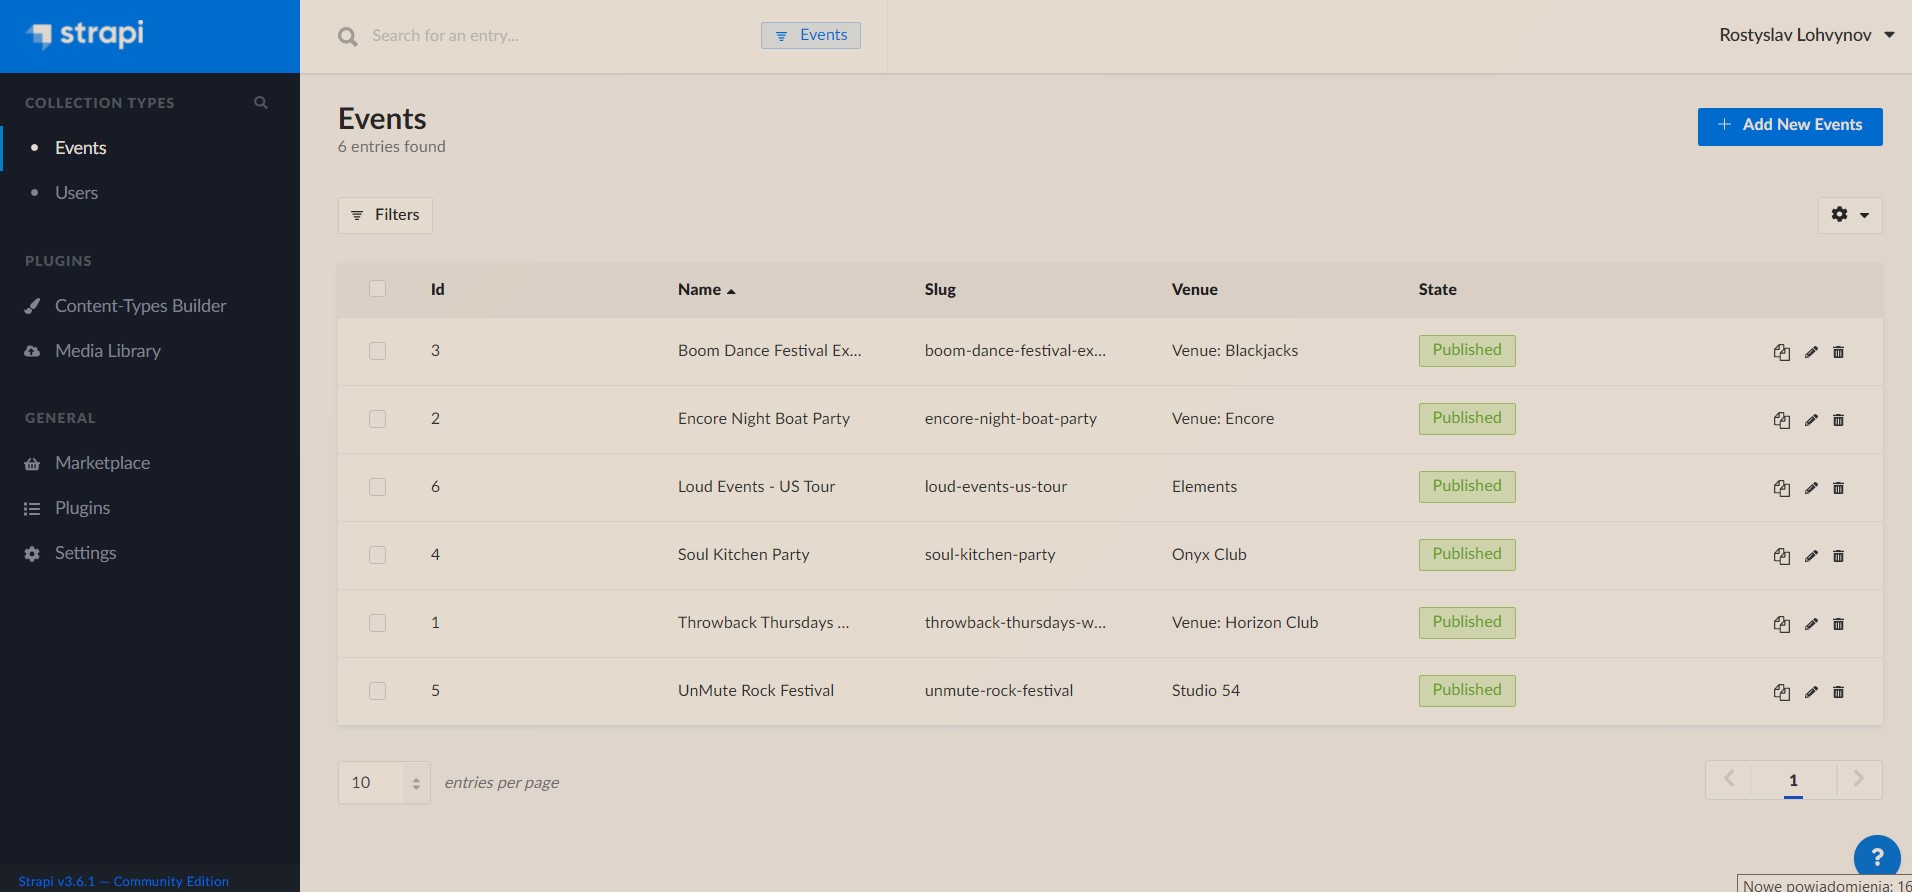 strapi
Search for an entry...
Events
Rostyslav Lohvynov
COLLECTION TYPES
Events
Users
PLUGINS
Content-Types Builder
Media Library
GENERAL
Marketplace
Plugins
Settings
Strapi v3.6.1 — Community Edition
Events
6 entries found
+ Add New Events
Filters
Id Name Slug Venue State
3 Boom Dance Festival Ex... boom-dance-festival-ex... Venue: Blackjacks Published
2 Encore Night Boat Party encore-night-boat-party Venue: Encore Published
6 Loud Events - US Tour loud-events-us-tour Elements Published
4 Soul Kitchen Party soul-kitchen-party Onyx Club Published
1 Throwback Thursdays ... throwback-thursdays-w... Venue: Horizon Club Published
5 UnMute Rock Festival unmute-rock-festival Studio 54 Published
10 entries per page
1
?
Nowe powiadomienia: 16